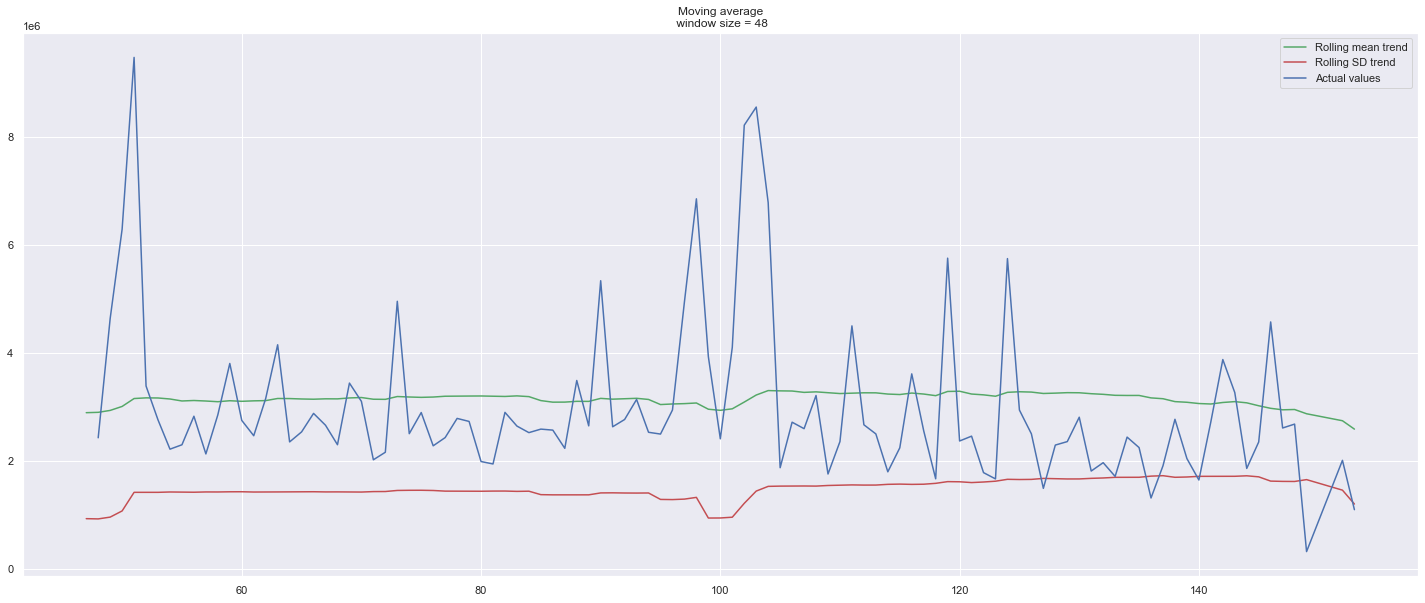 Moving average
window size = 48
1e6
Rolling mean trend
Rolling SD trend
Actual values
8
6
4
2
0
60 80 100 120 140